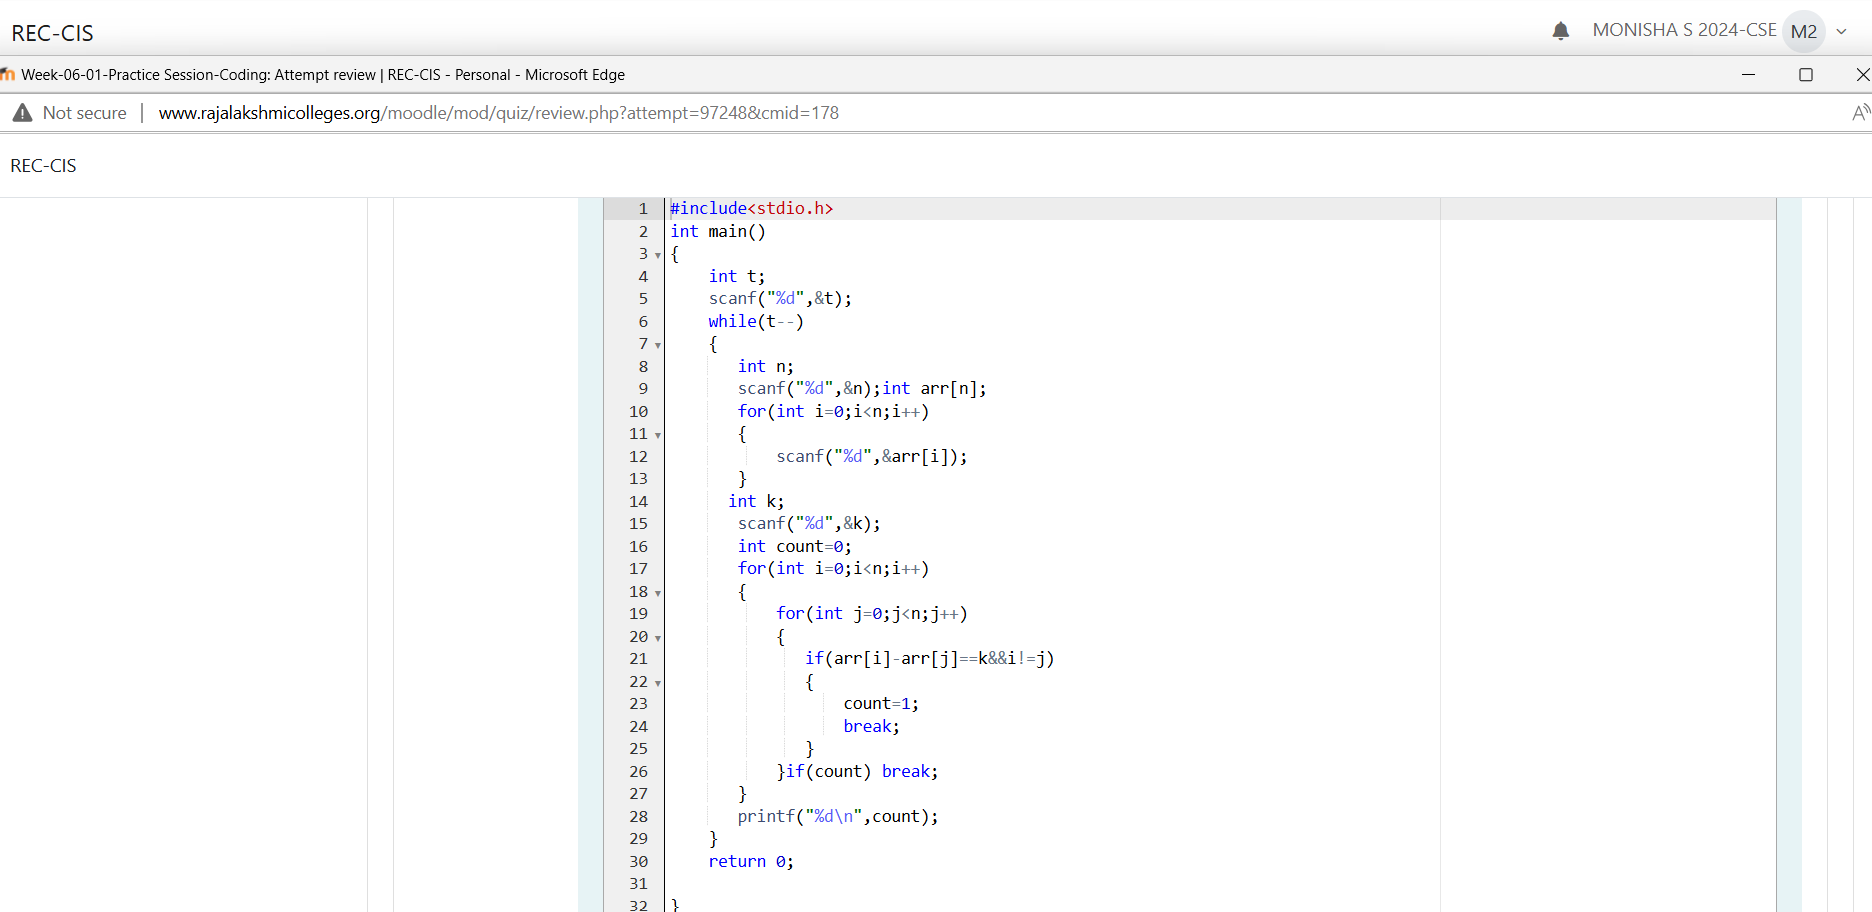 REC-CIS
MONISHA S 2024-CSE M2
Week-06-01-Practice Session-Coding: Attempt review | REC-CIS - Personal - Microsoft Edge
Not secure | www.rajalakshmicolleges.org/moodle/mod/quiz/review.php?attempt=97248&cmid=178
REC-CIS
1 #include<stdio.h>
2 int main()
3 {
4 int t;
5 scanf("%d",&t);
6 while(t--)
7 {
8 int n;
9 scanf("%d",&n);int arr[n];
10 for(int i=0;i<n;i++)
11 {
12 scanf("%d",&arr[i]);
13 }
14 int k;
15 scanf("%d",&k);
16 int count=0;
17 for(int i=0;i<n;i++)
18 {
19 for(int j=0;j<n;j++)
20 {
21 if(arr[i]-arr[j]==k&&i!=j)
22 {
23 count=1;
24 break;
25 }
26 }if(count) break;
27 }
28 printf("%d\n",count);
29 }
30 return 0;
31
32 }